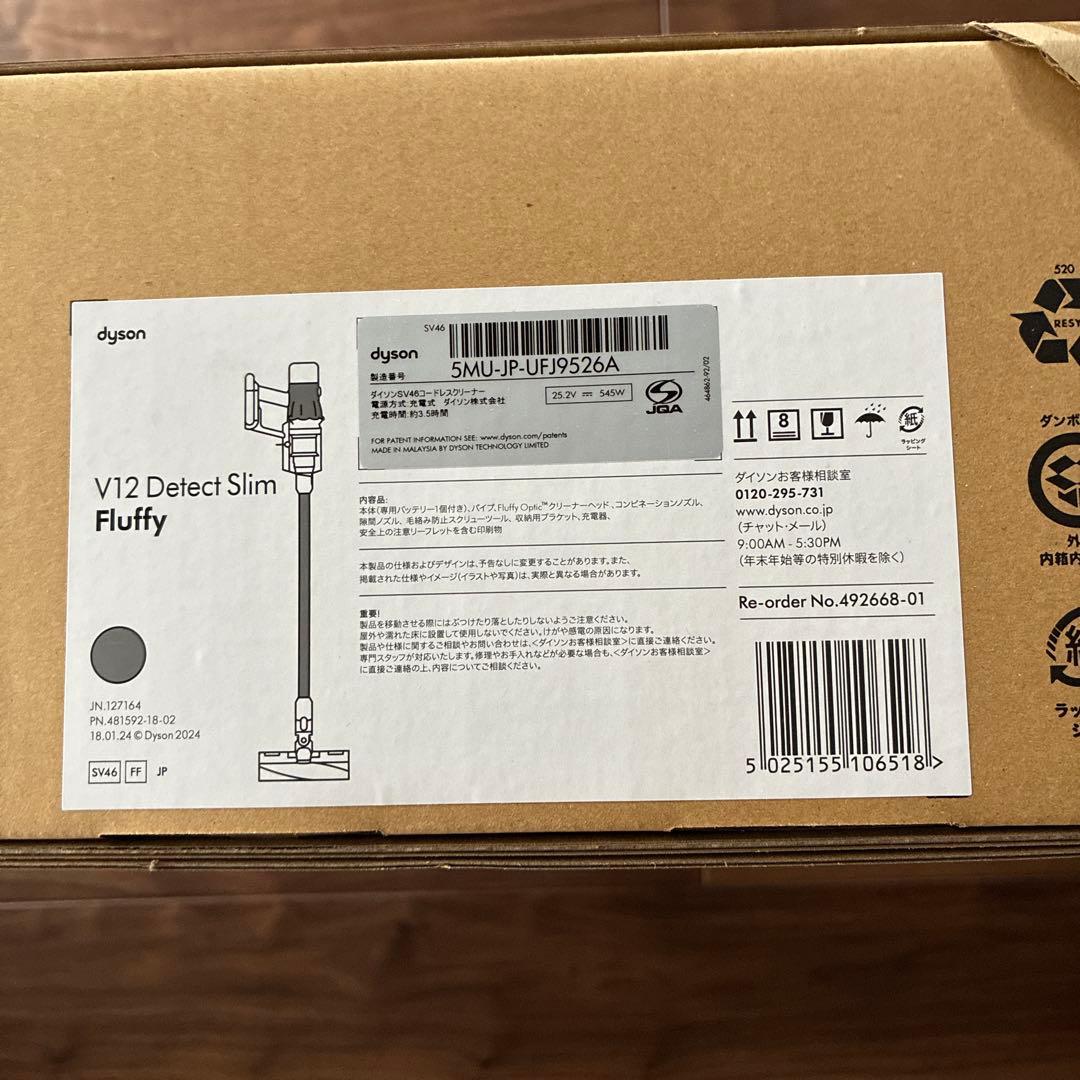 dyson
V12 Detect Slim
Fluffy
JN.127164
PN.481592-18-02
18.01.24 © Dyson 2024
SV46 FF JP
SV46
dyson
5MU-JP-UFJ9526A
製造番号
ダイソンSV46コードレスクリーナー
電源方式:充電式 ダイソン株式会社
充電時間:約3.5時間
25.2V ⎓ 545W
JQA
464862-92/02
FOR PATENT INFORMATION SEE: www.dyson.com/patents
MADE IN MALAYSIA BY DYSON TECHNOLOGY LIMITED
内容品:
本体(専用バッテリー1個付き)、パイプ、Fluffy Optic™クリーナーヘッド、コンビネーションノズル、
隙間ノズル、毛絡み防止スクリューツール、収納用ブラケット、充電器、
安全上の注意リーフレットを含む印刷物
本製品の仕様およびデザインは、予告なしに変更することがあります。また、
掲載された仕様やイメージ(イラストや写真)は、実際と異なる場合があります。
重要!
製品を移動させる際にはぶつけたり落としたりしないようご注意ください。
屋外や濡れた床に設置して使用しないでください。けがや感電の原因になります。
製品や仕様に関するご相談やお問い合わせは、<ダイソンお客様相談室>に直接ご連絡ください。
専門スタッフが対応いたします。修理やお手入れなどが必要な場合も、<ダイソンお客様相談室>
に直接ご連絡の上、内容についてご相談ください。
8
紙
ラッピング
シート
ダイソンお客様相談室
0120-295-731
www.dyson.co.jp
(チャット・メール)
9:00AM - 5:30PM
(年末年始等の特別休暇を除く)
Re-order No.492668-01
5 025155 106518 >
520
RESY
ダンボ
外
内箱内
紙
ラッ
シ